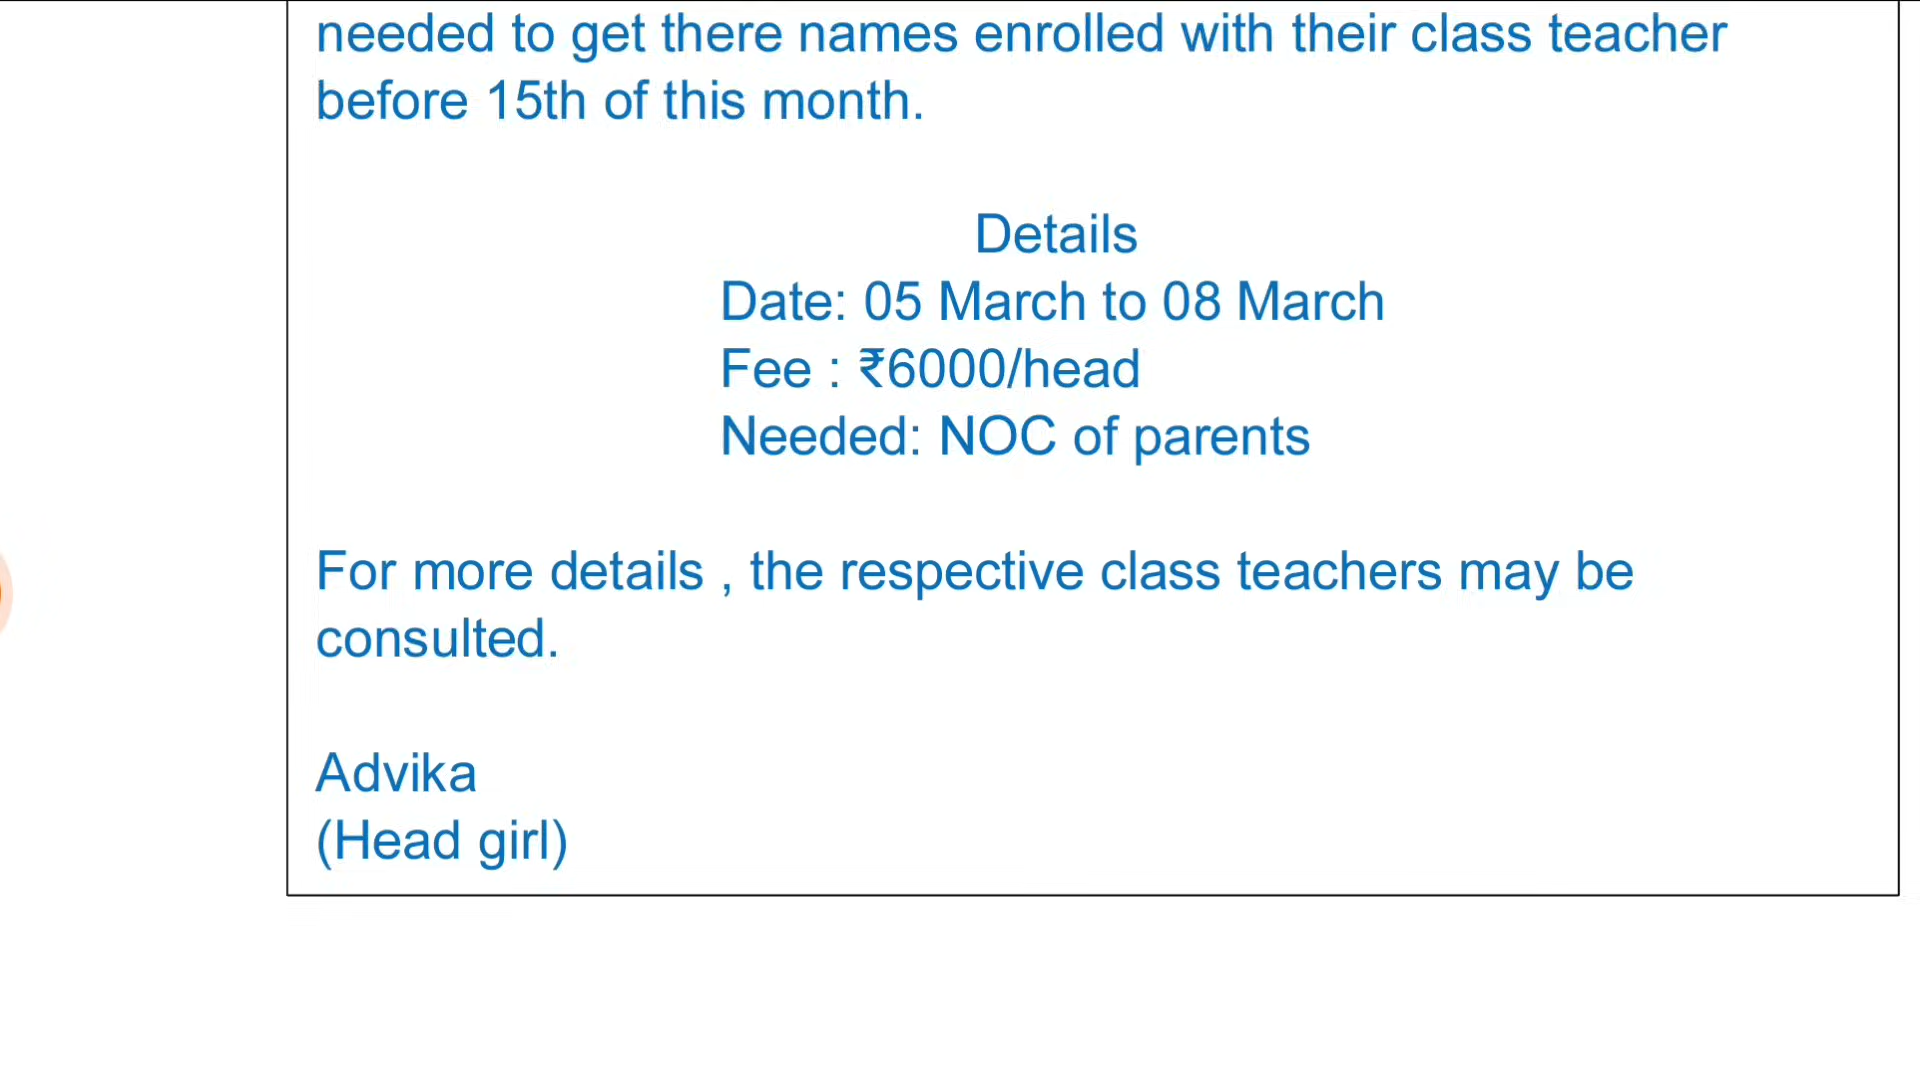 needed to get there names enrolled with their class teacher
before 15th of this month.
Details
Date: 05 March to 08 March
Fee : ₹6000/head
Needed: NOC of parents
For more details , the respective class teachers may be
consulted.
Advika
(Head girl)